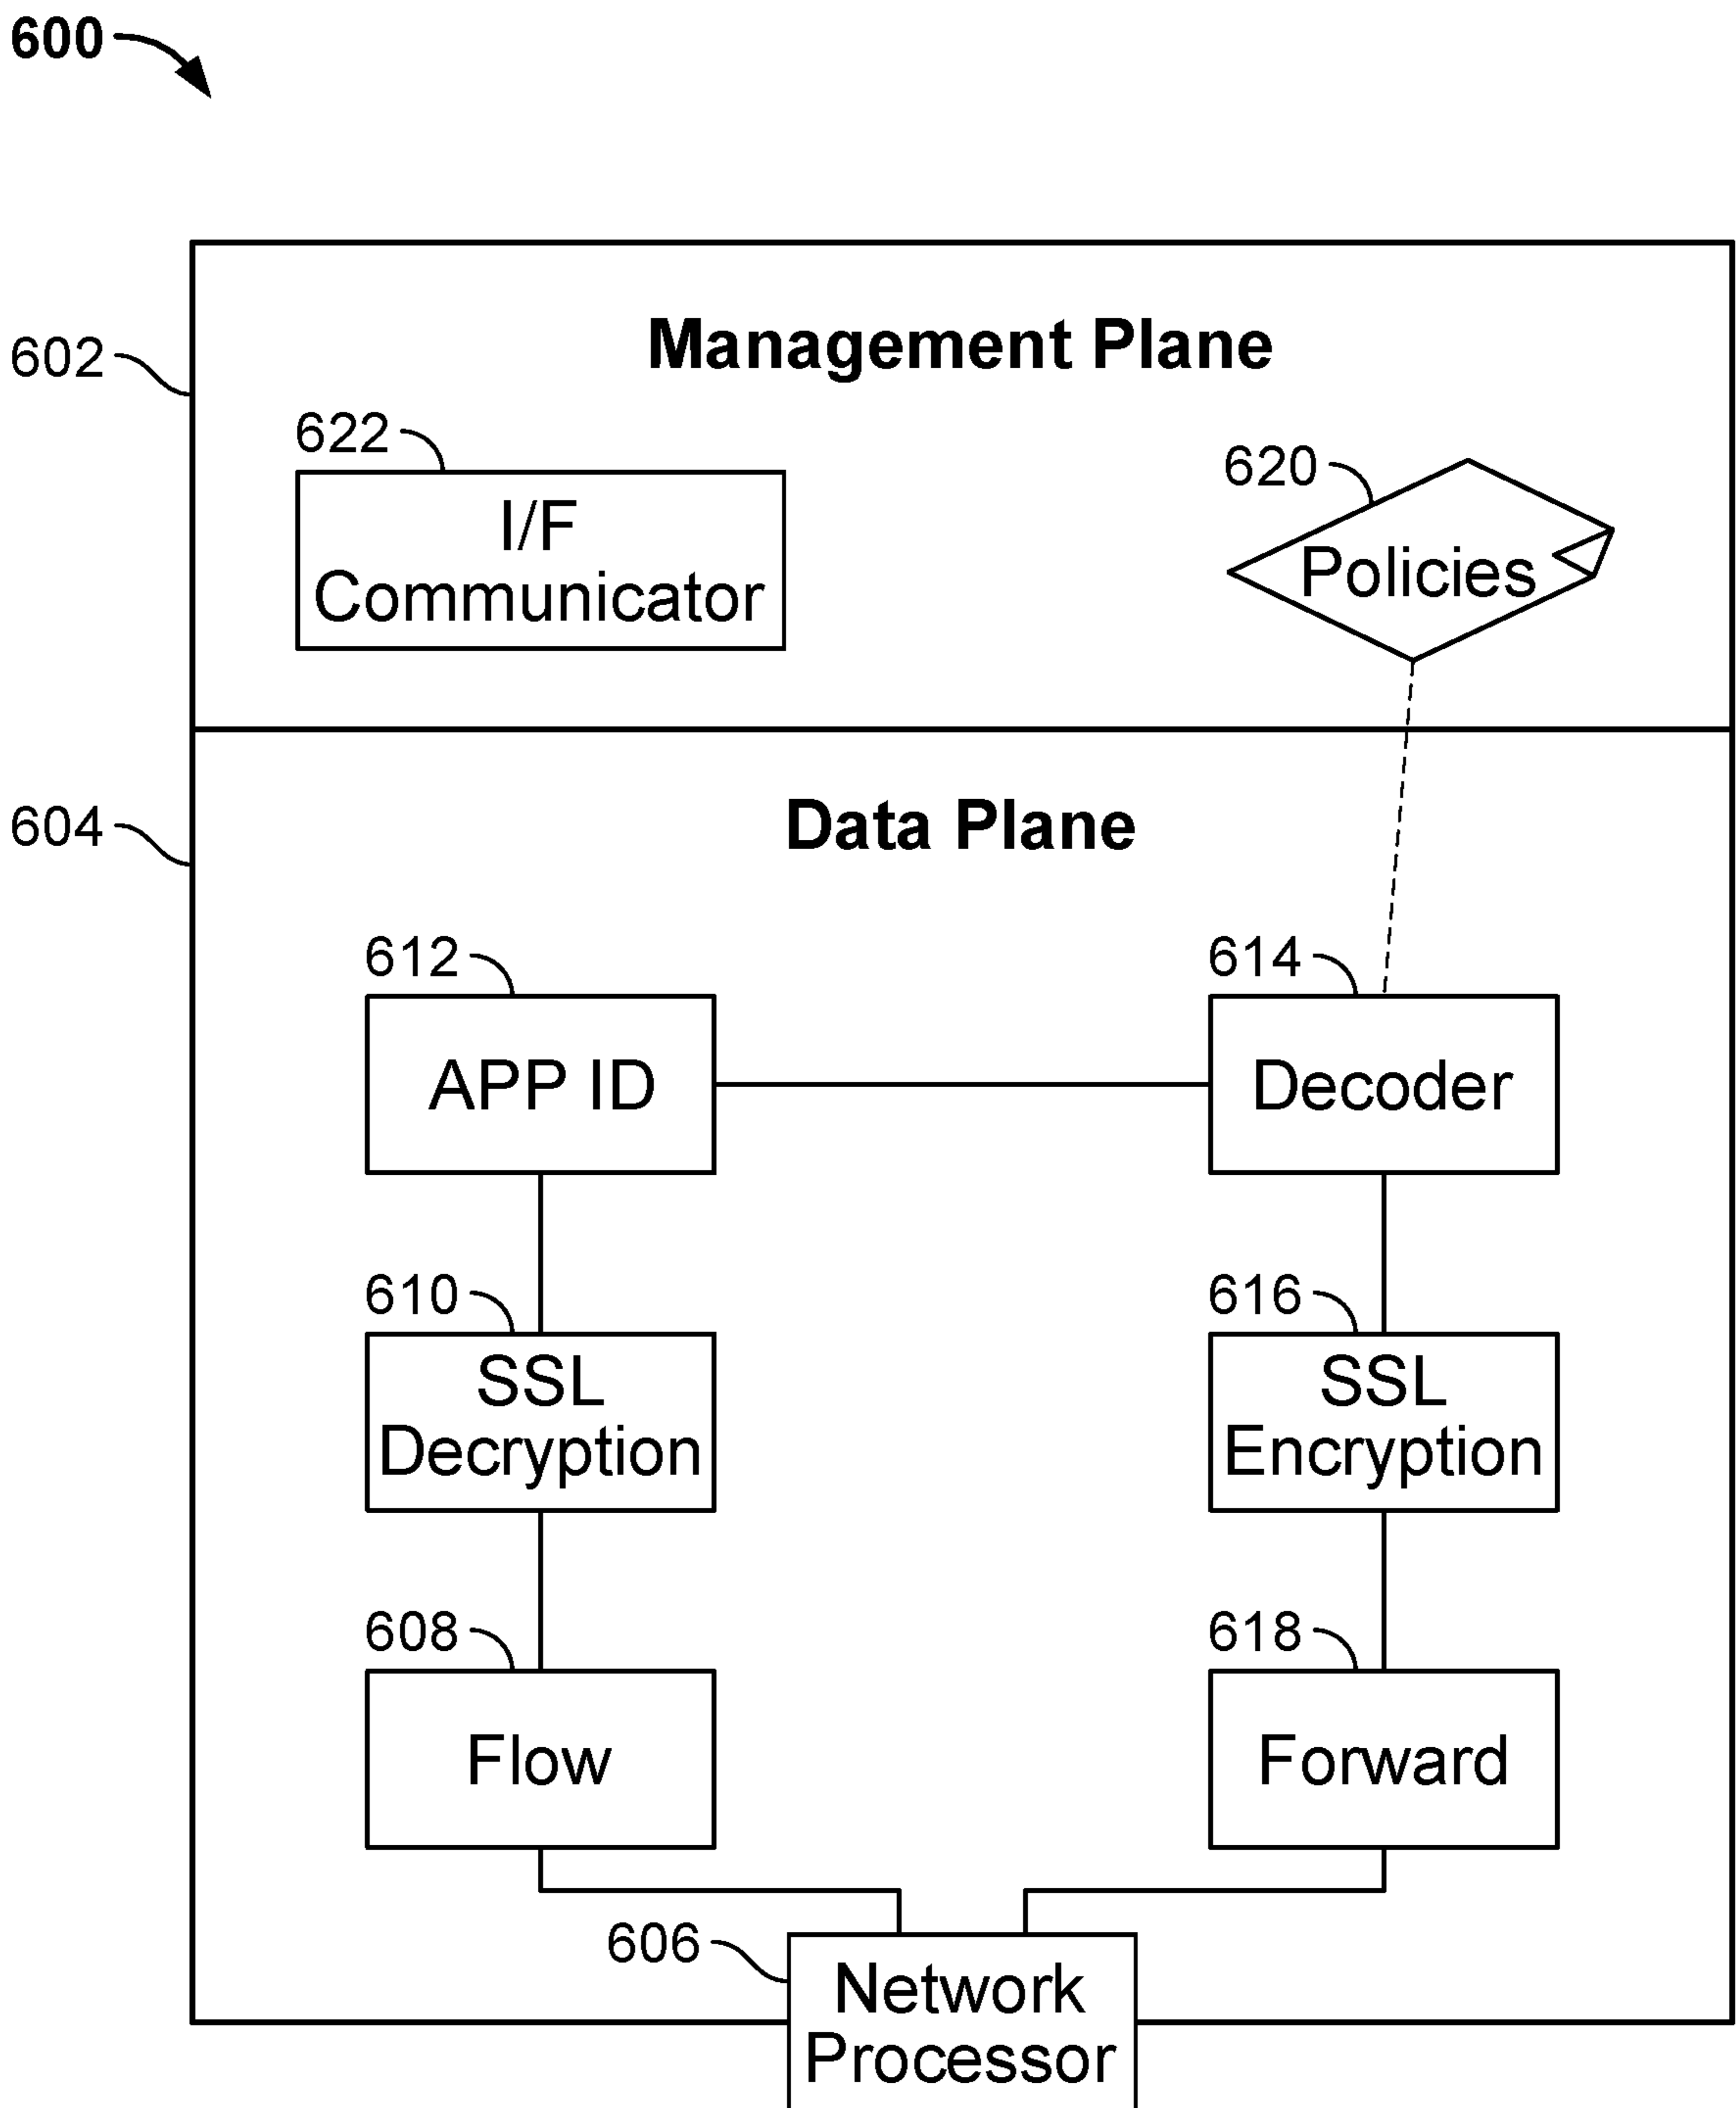 600
602
Management Plane
622
620
I/F
Communicator
Policies
604
Data Plane
612
614
APP ID
Decoder
610
616
SSL
Decryption
SSL
Encryption
608
618
Flow
Forward
606
Network
Processor